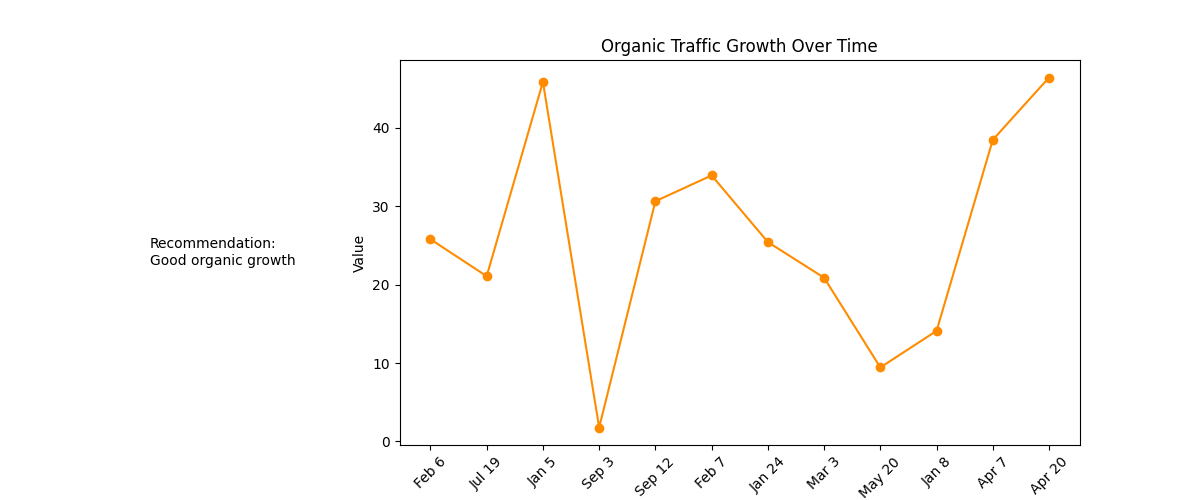 Organic Traffic Growth Over Time
Recommendation:
Good organic growth
Value
40
30
20
10
0
Feb 6
Jul 19
Jan 5
Sep 3
Sep 12
Feb 7
Jan 24
Mar 3
May 20
Jan 8
Apr 7
Apr 20